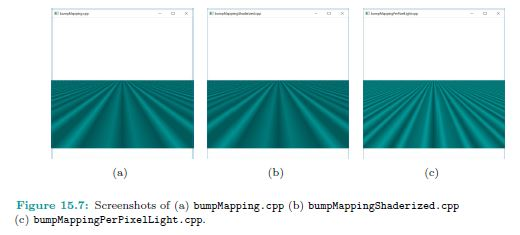 bumpMapping.cpp
bumpMappingShaderized.cpp
bumpMappingPerPixelLight.cpp
(a)
(b)
(c)
Figure 15.7: Screenshots of (a) bumpMapping.cpp (b) bumpMappingShaderized.cpp
(c) bumpMappingPerPixelLight.cpp.